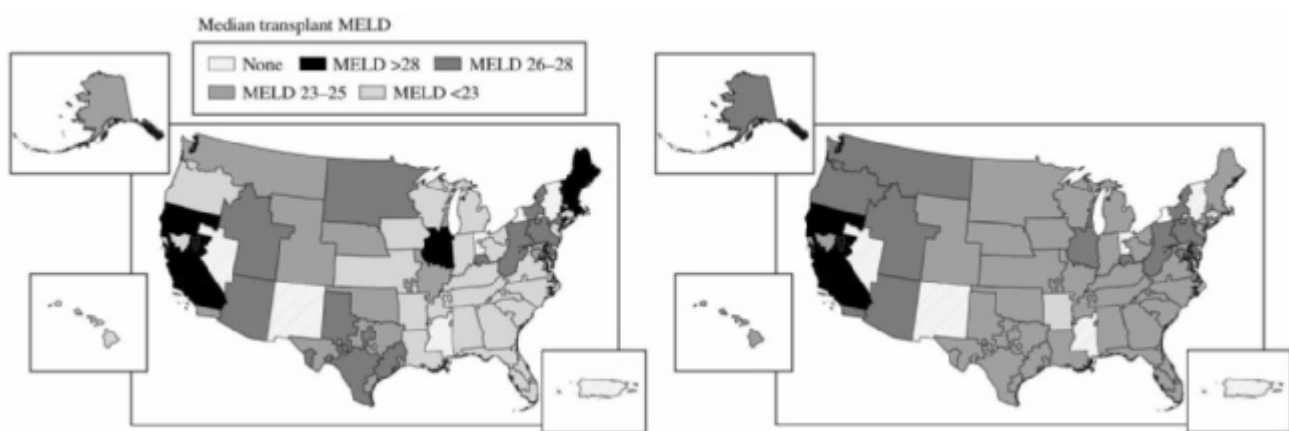 Median transplant MELD
None MELD >28 MELD 26–28
MELD 23–25 MELD <23